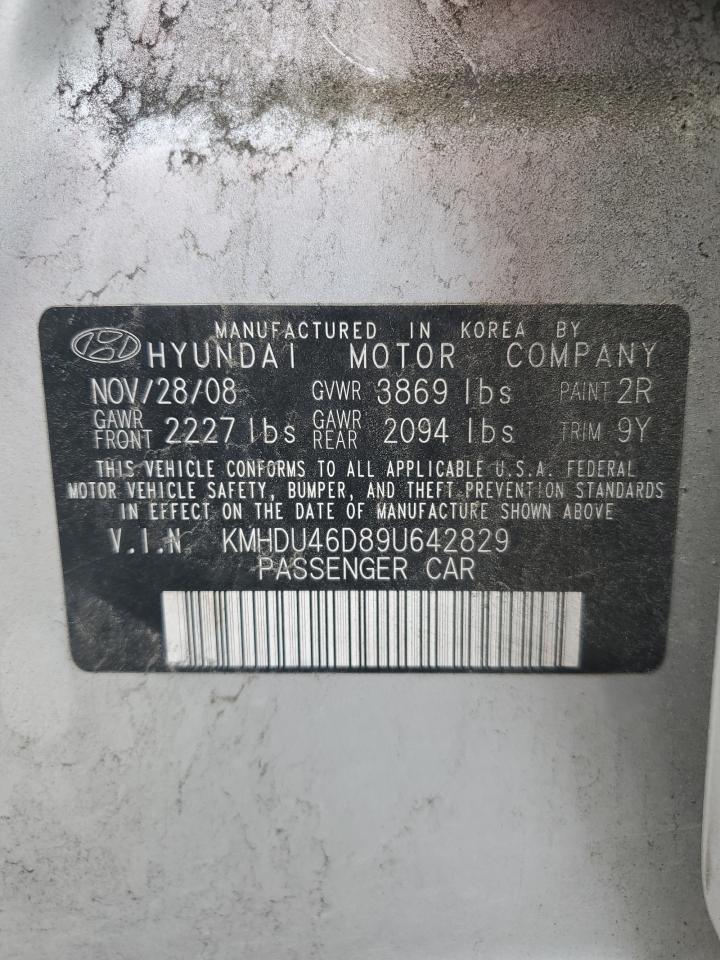 MANUFACTURED IN KOREA BY
HYUNDAI MOTOR COMPANY
NOV/28/08 GVWR 3869 lbs PAINT 2R
GAWR FRONT 2227 lbs GAWR REAR 2094 lbs TRIM 9Y
THIS VEHICLE CONFORMS TO ALL APPLICABLE U.S.A. FEDERAL
MOTOR VEHICLE SAFETY, BUMPER, AND THEFT PREVENTION STANDARDS
IN EFFECT ON THE DATE OF MANUFACTURE SHOWN ABOVE
V.I.N KMHDU46D89U642829
PASSENGER CAR